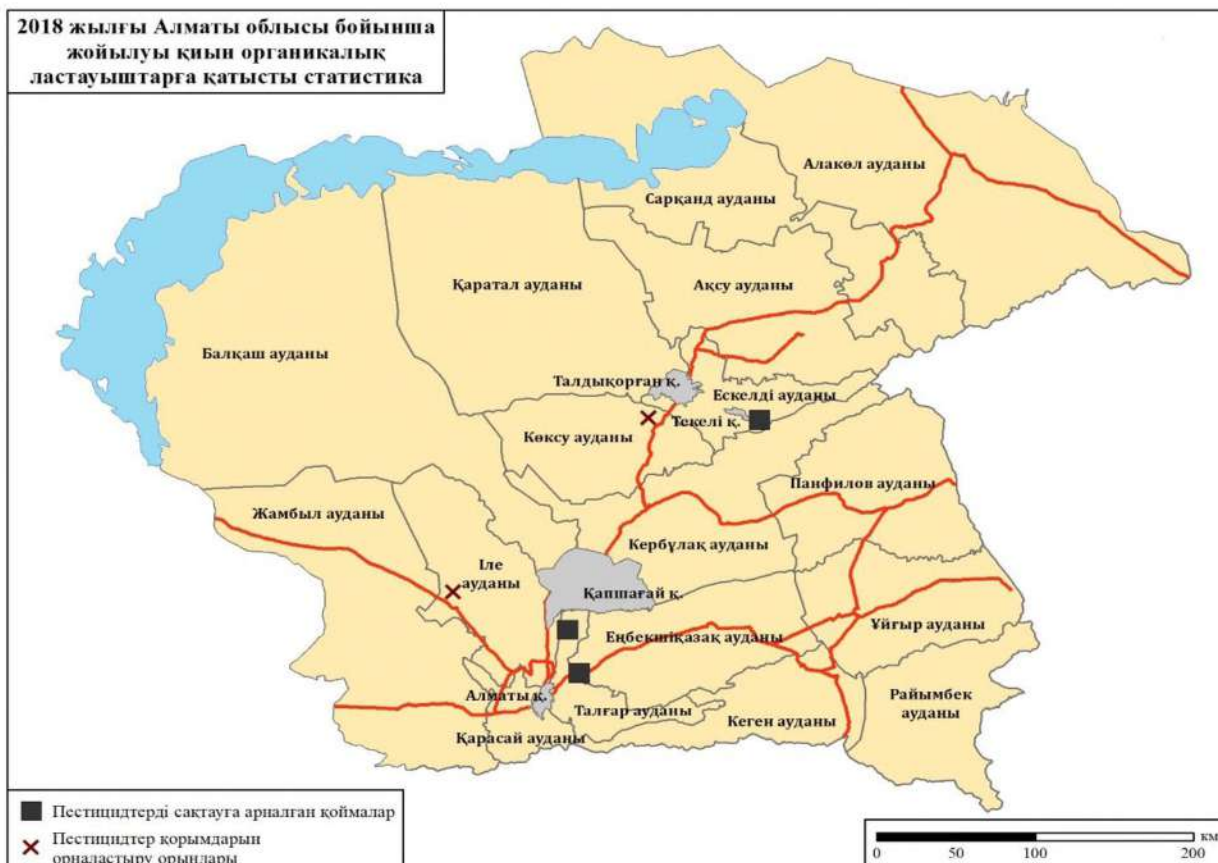 2018 жылғы Алматы облысы бойынша
жойылуы қиын органикалық
ластауыштарға қатысты статистика
Алакөл ауданы
Сарқанд ауданы
Қаратал ауданы
Ақсу ауданы
Балқаш ауданы
Талдықорған қ.
Ескелді ауданы
Текелі қ.
Көксу ауданы
Панфилов ауданы
Жамбыл ауданы
Кербұлақ ауданы
Іле
ауданы
Қапшағай қ.
Еңбекшіқазақ ауданы
Ұйғыр ауданы
Алматы қ.
Райымбек
ауданы
Талғар ауданы
Кеген ауданы
Қарасай ауданы
Пестицидтерді сақтауға арналған қоймалар
Пестицидтер қорымдарын
орналастыру орындары
км
0 50 100 200